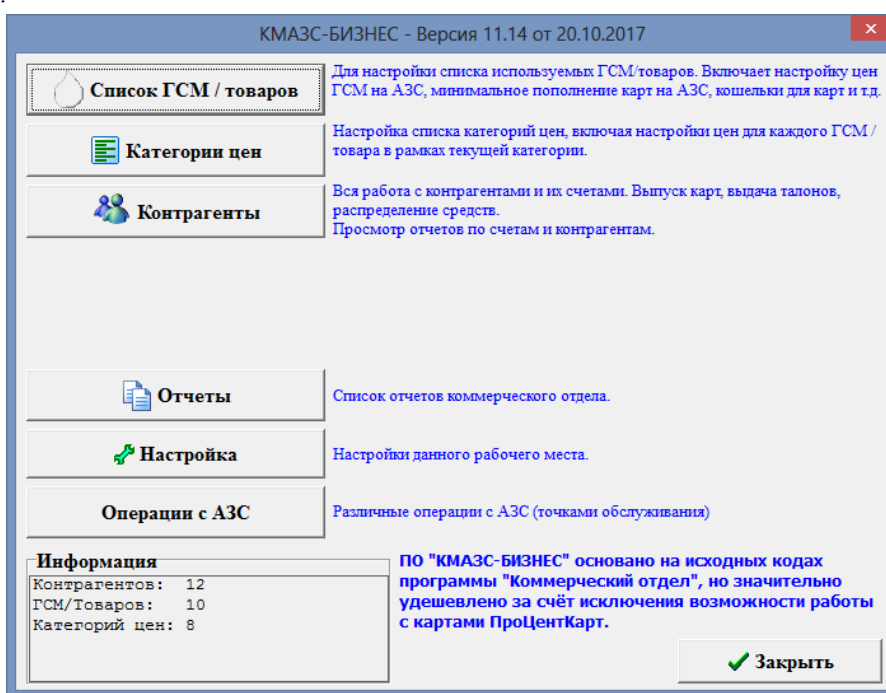 КМАЗС-БИЗНЕС - Версия 11.14 от 20.10.2017
Список ГСМ / товаров
Для настройки списка используемых ГСМ/товаров. Включает настройку цен
ГСМ на АЗС, минимальное пополнение карт на АЗС, кошельки для карт и т.д.
Категории цен
Настройка списка категорий цен, включая настройки цен для каждого ГСМ /
товара в рамках текущей категории.
Контрагенты
Вся работа с контрагентами и их счетами. Выпуск карт, выдача талонов,
распределение средств.
Просмотр отчетов по счетам и контрагентам.
Отчеты
Список отчетов коммерческого отдела.
Настройка
Настройки данного рабочего места.
Операции с АЗС
Различные операции с АЗС (точками обслуживания)
Информация
Контрагентов: 12
ГСМ/Товаров: 10
Категорий цен: 8
ПО "КМАЗС-БИЗНЕС" основано на исходных кодах
программы "Коммерческий отдел", но значительно
удешевлено за счёт исключения возможности работы
с картами ПроЦентКарт.
Закрыть